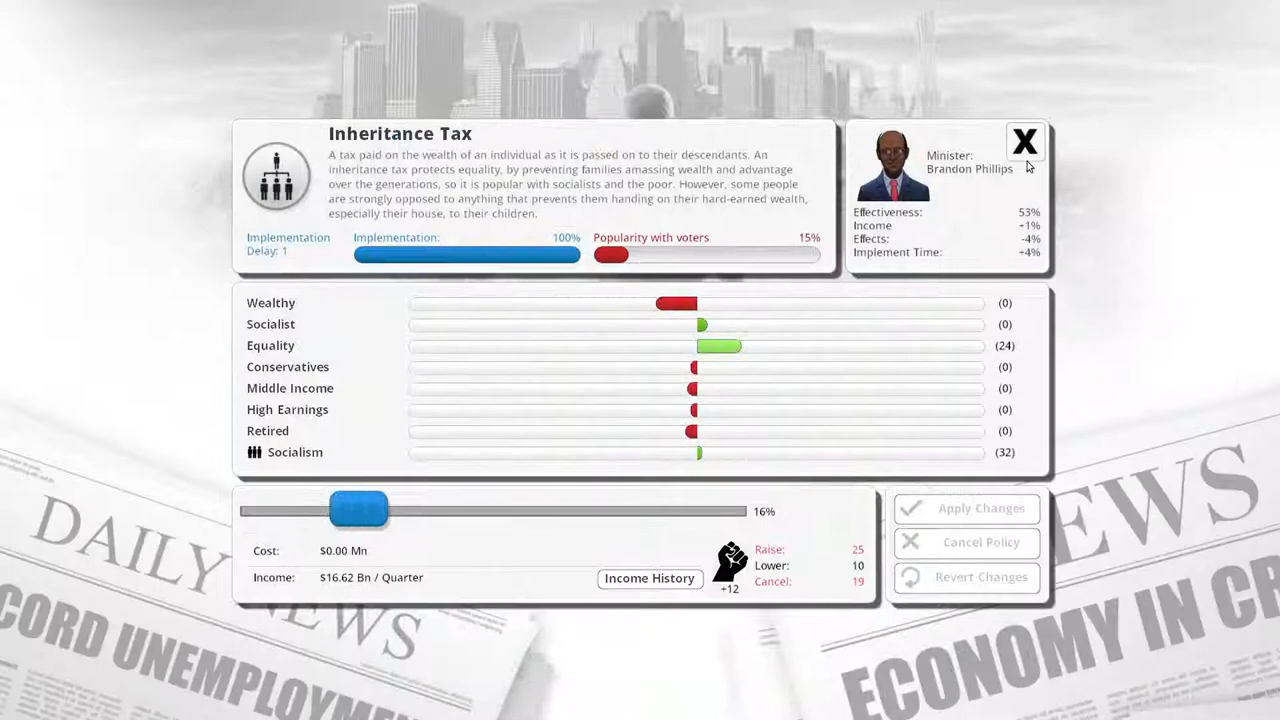 Inheritance Tax
A tax paid on the wealth of an individual as it is passed on to their descendants. An
inheritance tax protects equality, by preventing families amassing wealth and advantage
over the generations, so it is popular with socialists and the poor. However, some people
are strongly opposed to anything that prevents them handing on their hard-earned wealth,
especially their house, to their children.
Implementation
Delay: 1
Implementation: 100%
Popularity with voters 15%
X
Minister:
Brandon Phillips
Effectiveness: 53%
Income +1%
Effects: -4%
Implement Time: +4%
Wealthy (0)
Socialist (0)
Equality (24)
Conservatives (0)
Middle Income (0)
High Earnings (0)
Retired (0)
Socialism (32)
16%
Cost: $0.00 Mn
Income: $16.62 Bn / Quarter
Income History
+12
Raise: 25
Lower: 10
Cancel: 19
Apply Changes
Cancel Policy
Revert Changes
DAILY NEWS
CORD UNEMPLOYM
EWS
ECONOMY IN CR